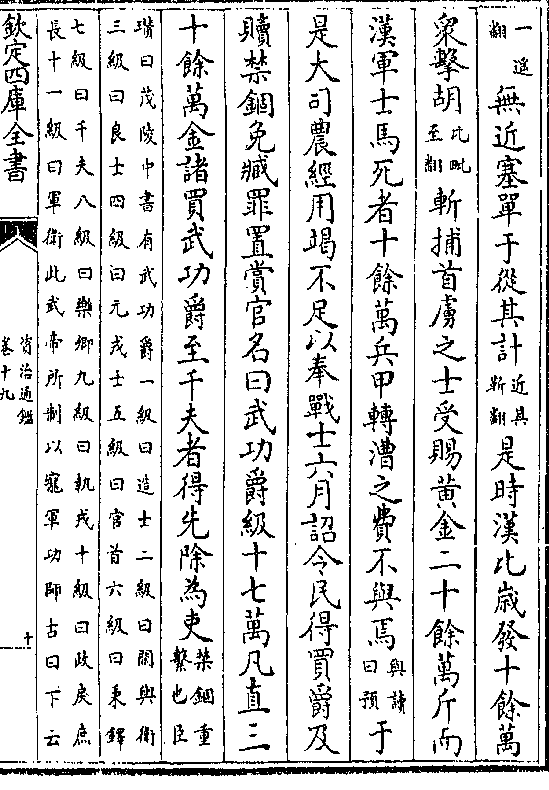 一遥翻無近塞單于從其計近其靳翻是時漢比歲發十餘萬
衆擊胡比毗至翻斬捕首虜之士受賜黃金二十餘萬斤而
漢軍士馬死者十餘萬兵甲轉漕之費不與焉與讀曰預于
是大司農經用竭不足以奉戰士六月詔令民得買爵及
贖禁錮免臧罪置賞官名曰武功爵級十七萬凡直三
十餘萬金諸買武功爵至千夫者得先除為吏禁錮重繫也臣
瓚曰茂陵中書有武功爵一級曰造士二級曰閑輿衛
三級曰良士四級曰元戎士五級曰官首六級曰秉鐸
七級曰千夫八級曰樂卿九級曰執戎十級曰政戾庶
長十一級曰軍衛此武帝所制以寵軍功師古曰下云
欽定四庫全書
資治通鑑
卷十九
十